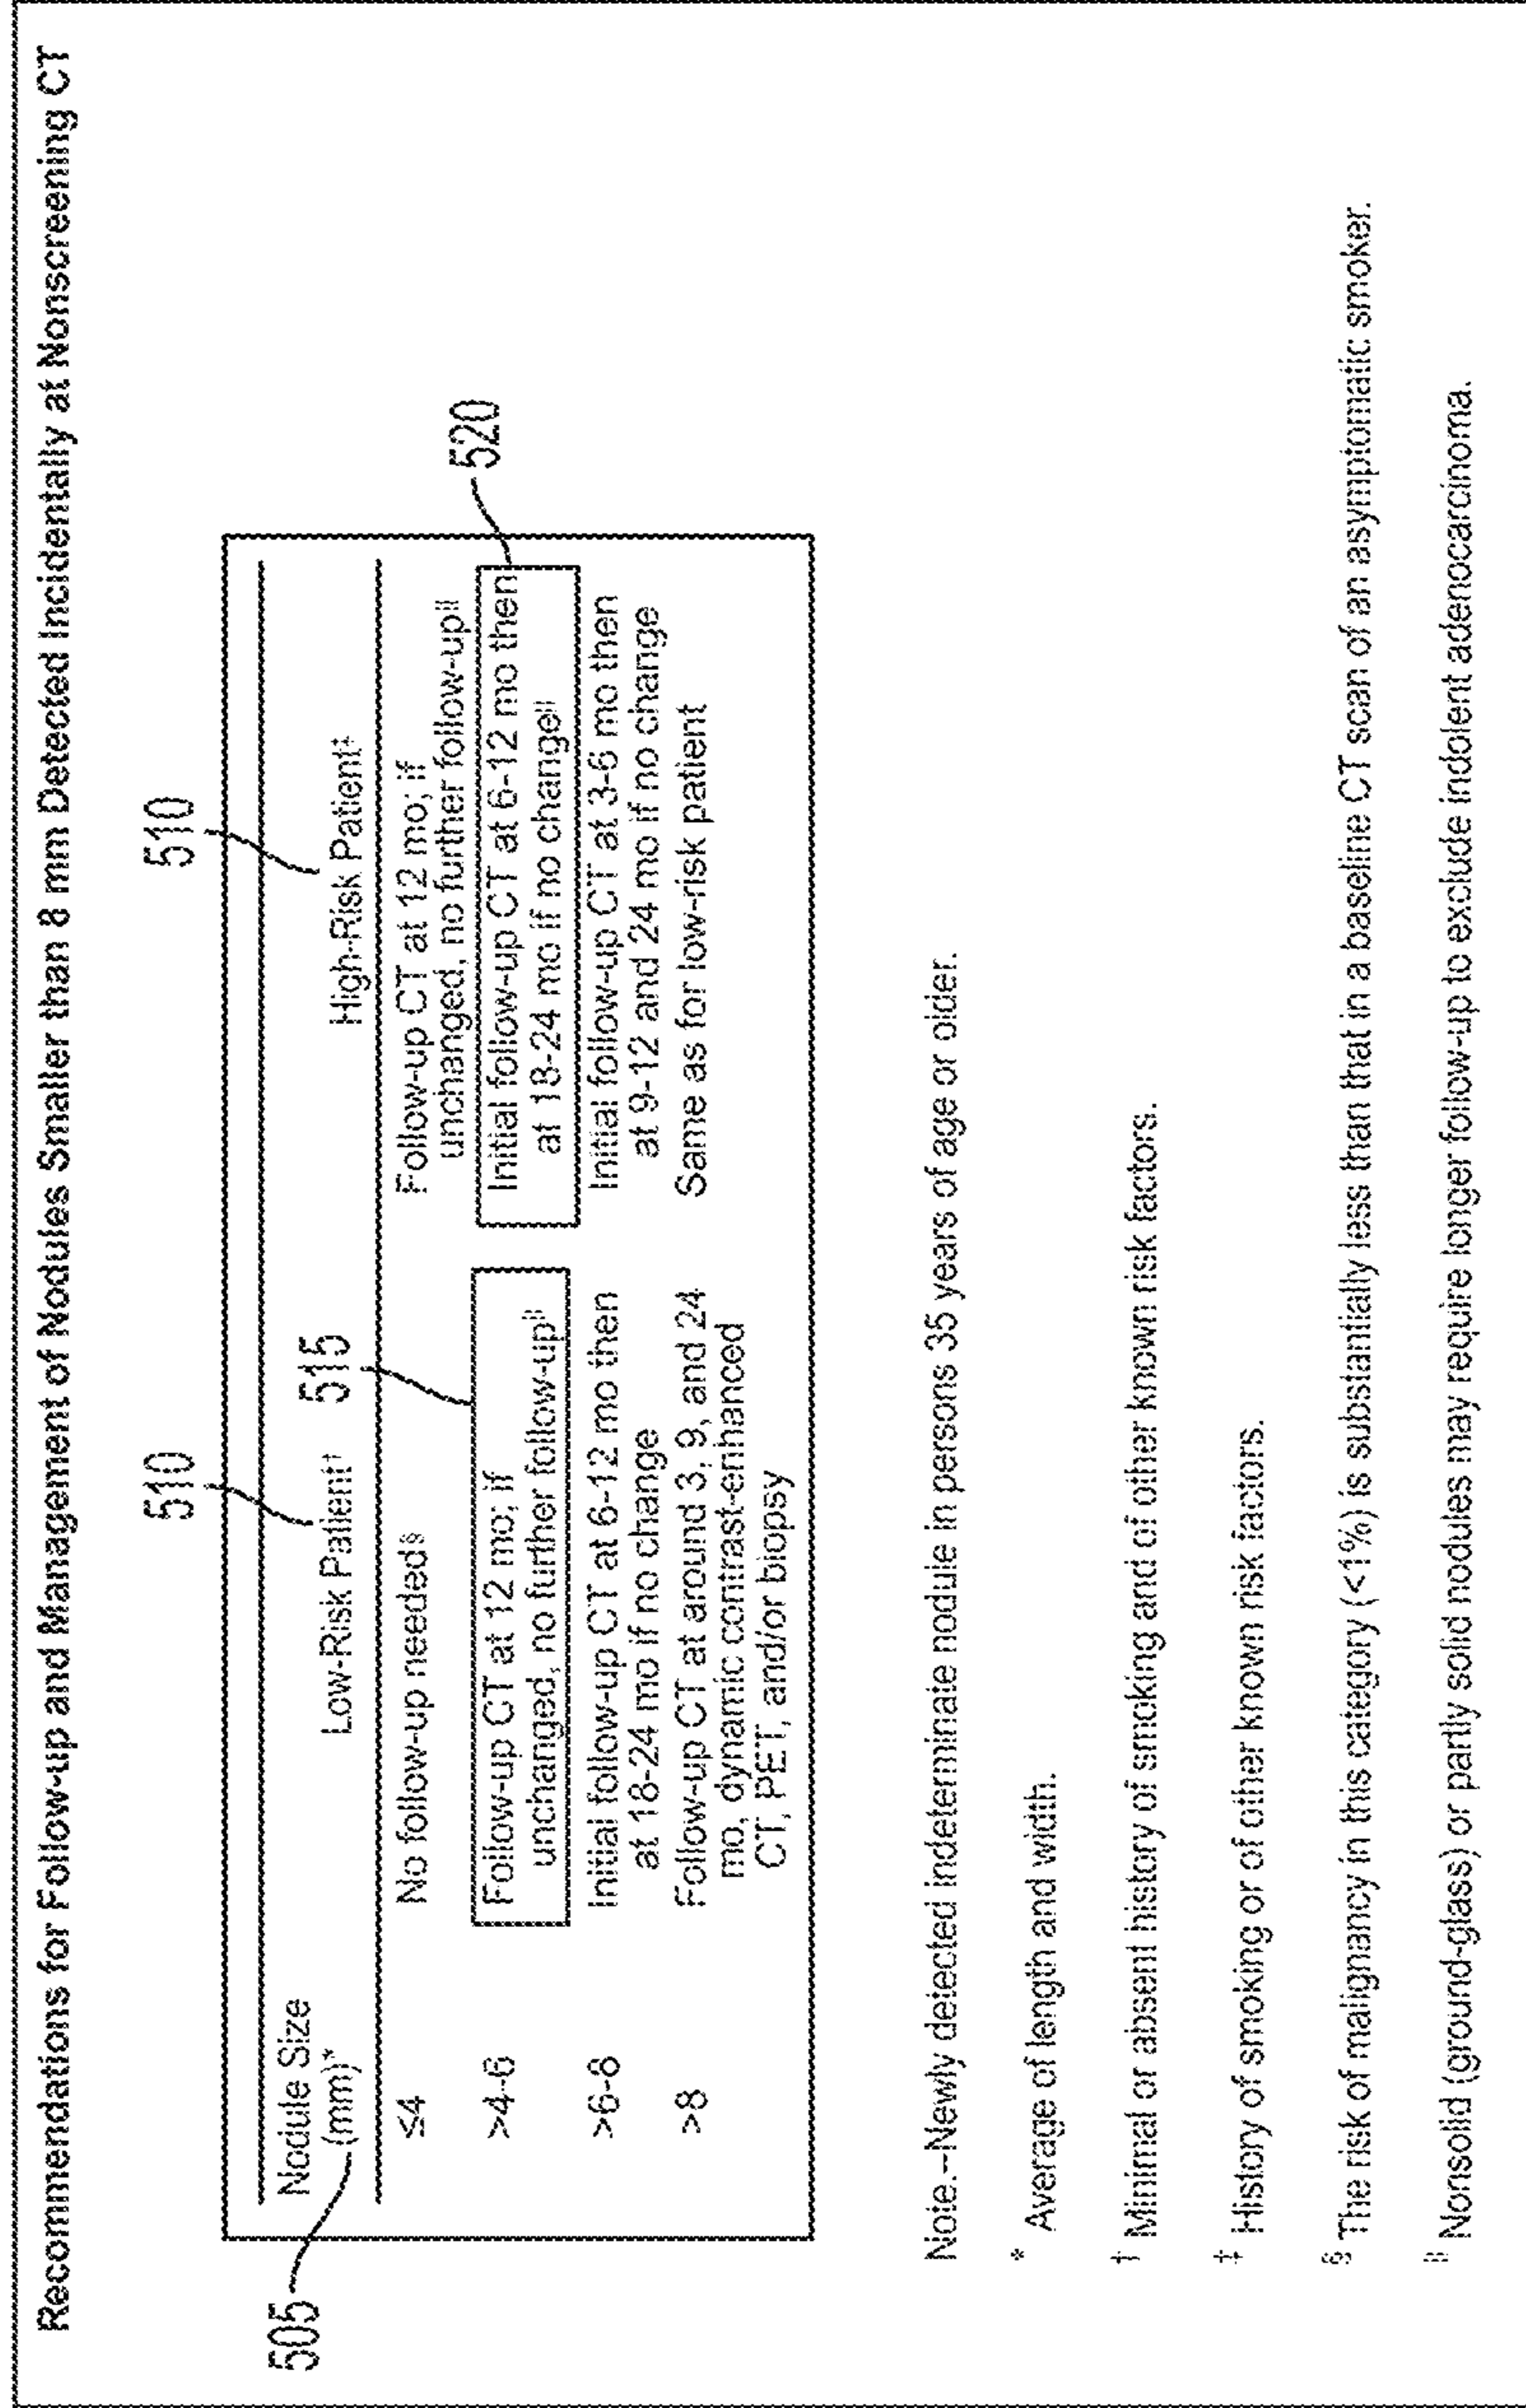 Recommendations for Follow-up and Management of Nodules Smaller than 8 mm Detected Incidentally at Nonscreening CT
510
510
515
520
505
Nodule Size
(mm)*
Low-Risk Patient†
High-Risk Patient‡
≤4
No follow-up needed§
Follow-up CT at 12 mo; if
unchanged, no further follow-up||
>4-6
Follow-up CT at 12 mo; if
unchanged, no further follow-up||
Initial follow-up CT at 6-12 mo then
at 18-24 mo if no change||
>6-8
Initial follow-up CT at 6-12 mo then
at 18-24 mo if no change
Initial follow-up CT at 3-6 mo then
at 9-12 and 24 mo if no change
>8
Follow-up CT at around 3, 9, and 24
mo, dynamic contrast-enhanced
CT, PET, and/or biopsy
Same as for low-risk patient
Note.--Newly detected indeterminate nodule in persons 35 years of age or older.
* Average of length and width.
† Minimal or absent history of smoking and of other known risk factors.
‡ History of smoking or of other known risk factors.
§ The risk of malignancy in this category (<1%) is substantially less than that in a baseline CT scan of an asymptomatic smoker.
|| Nonsolid (ground-glass) or partly solid nodules may require longer follow-up to exclude indolent adenocarcinoma.